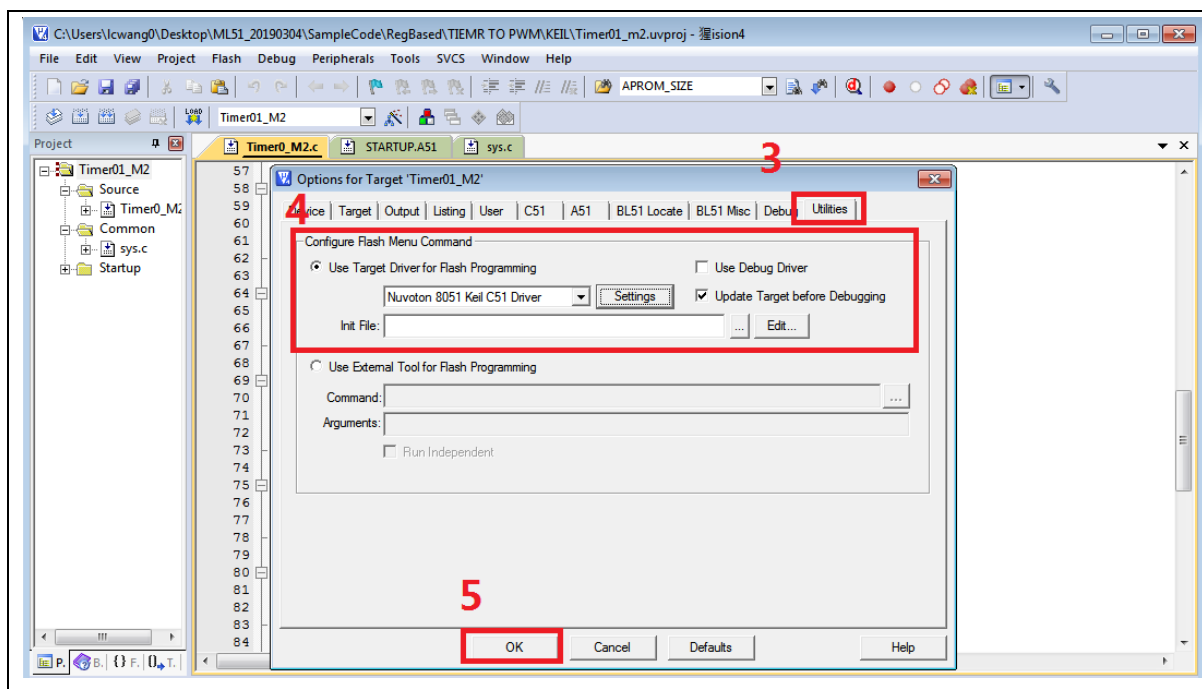 C:\Users\lcwang0\Desktop\ML51_20190304\SampleCode\RegBased\TIEMR TO PWM\KEIL\Timer01_m2.uvproj - 猩ision4
File Edit View Project Flash Debug Peripherals Tools SVCS Window Help
APROM_SIZE
LOAD Timer01_M2
Project
Timer0_M2.c STARTUP.A51 sys.c
3
Timer01_M2
Source
Timer0_M2
Common
sys.c
Startup
57
58
59
60
61
62
63
64
65
66
67
68
69
70
71
72
73
74
75
76
77
78
79
80
81
82
83
84
Options for Target 'Timer01_M2'
4
Device Target Output Listing User C51 A51 BL51 Locate BL51 Misc Debug Utilities
Configure Flash Menu Command
Use Target Driver for Flash Programming Use Debug Driver
Nuvoton 8051 Keil C51 Driver Settings Update Target before Debugging
Init File: ... Edit...
Use External Tool for Flash Programming
Command: ...
Arguments:
Run Independent
5
OK Cancel Defaults Help
P. B. {} F. 0 T.